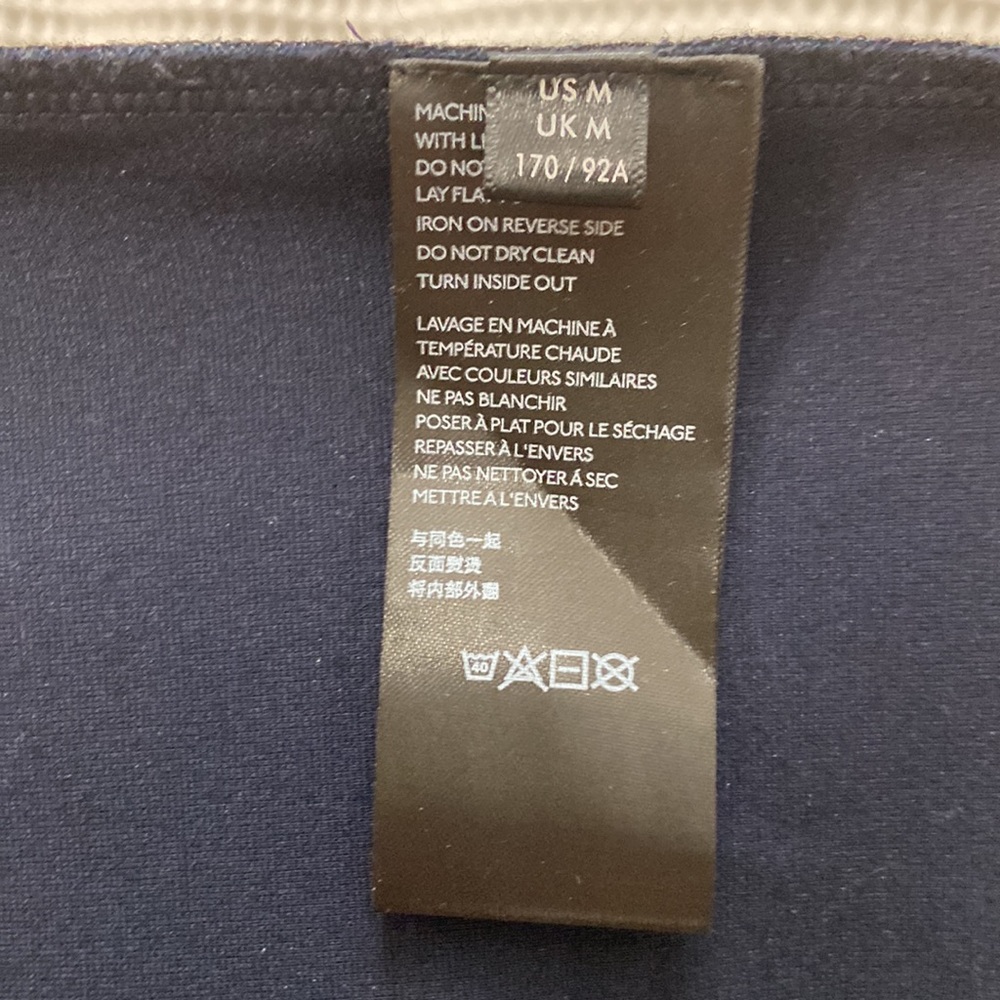 US M
UK M
170 / 92A
MACHIN
WITH LI
DO NO
LAY FLA
IRON ON REVERSE SIDE
DO NOT DRY CLEAN
TURN INSIDE OUT
LAVAGE EN MACHINE À
TEMPÉRATURE CHAUDE
AVEC COULEURS SIMILAIRES
NE PAS BLANCHIR
POSER À PLAT POUR LE SÉCHAGE
REPASSER À L'ENVERS
NE PAS NETTOYER Á SEC
METTRE A L'ENVERS
与同色一起
反面熨烫
将内部外翻
40